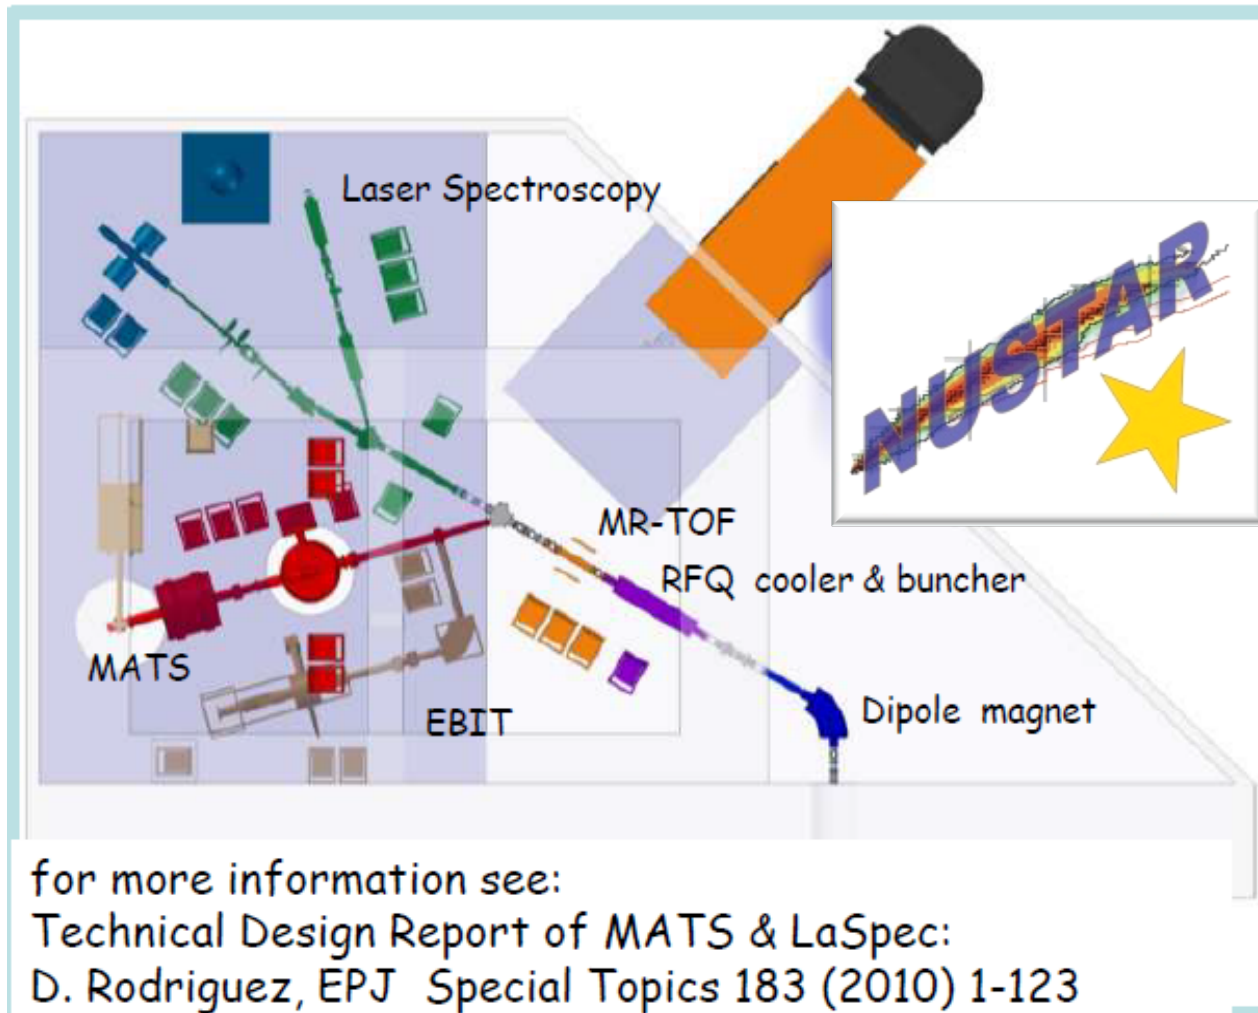 Laser Spectroscopy
NUSTAR
MR-TOF
RFQ cooler & buncher
MATS
EBIT
Dipole magnet
for more information see:
Technical Design Report of MATS & LaSpec:
D. Rodriguez, EPJ Special Topics 183 (2010) 1-123